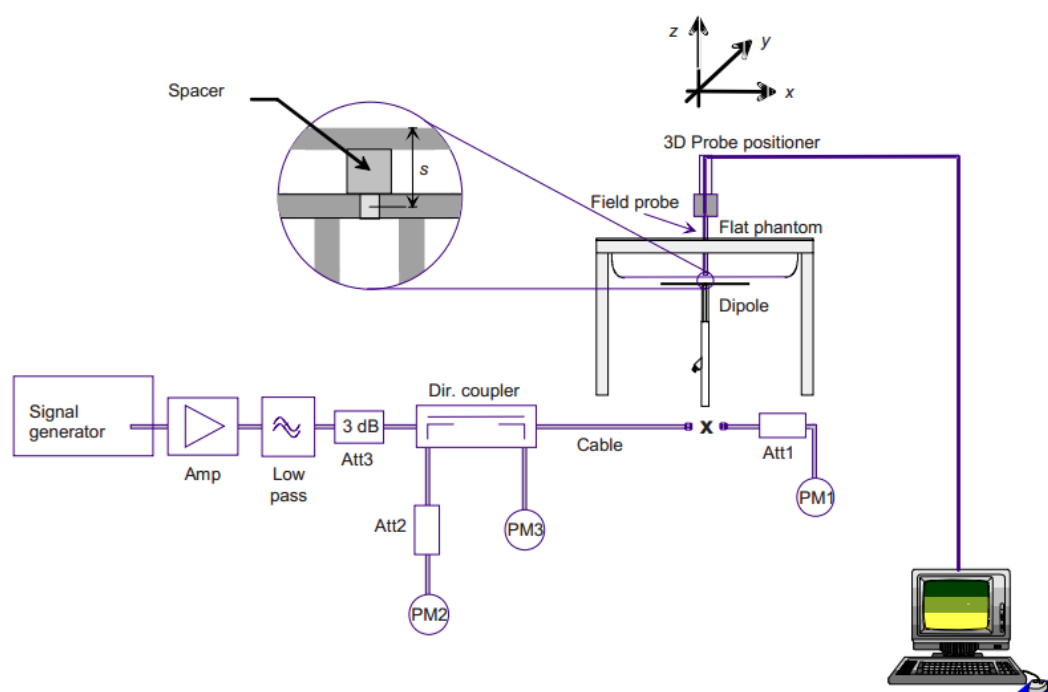 z
y
x
Spacer
s
3D Probe positioner
Field probe
Flat phantom
Dipole
Signal
generator
Amp
Low
pass
3 dB
Att3
Dir. coupler
Cable
X
Att1
PM1
Att2
PM3
PM2